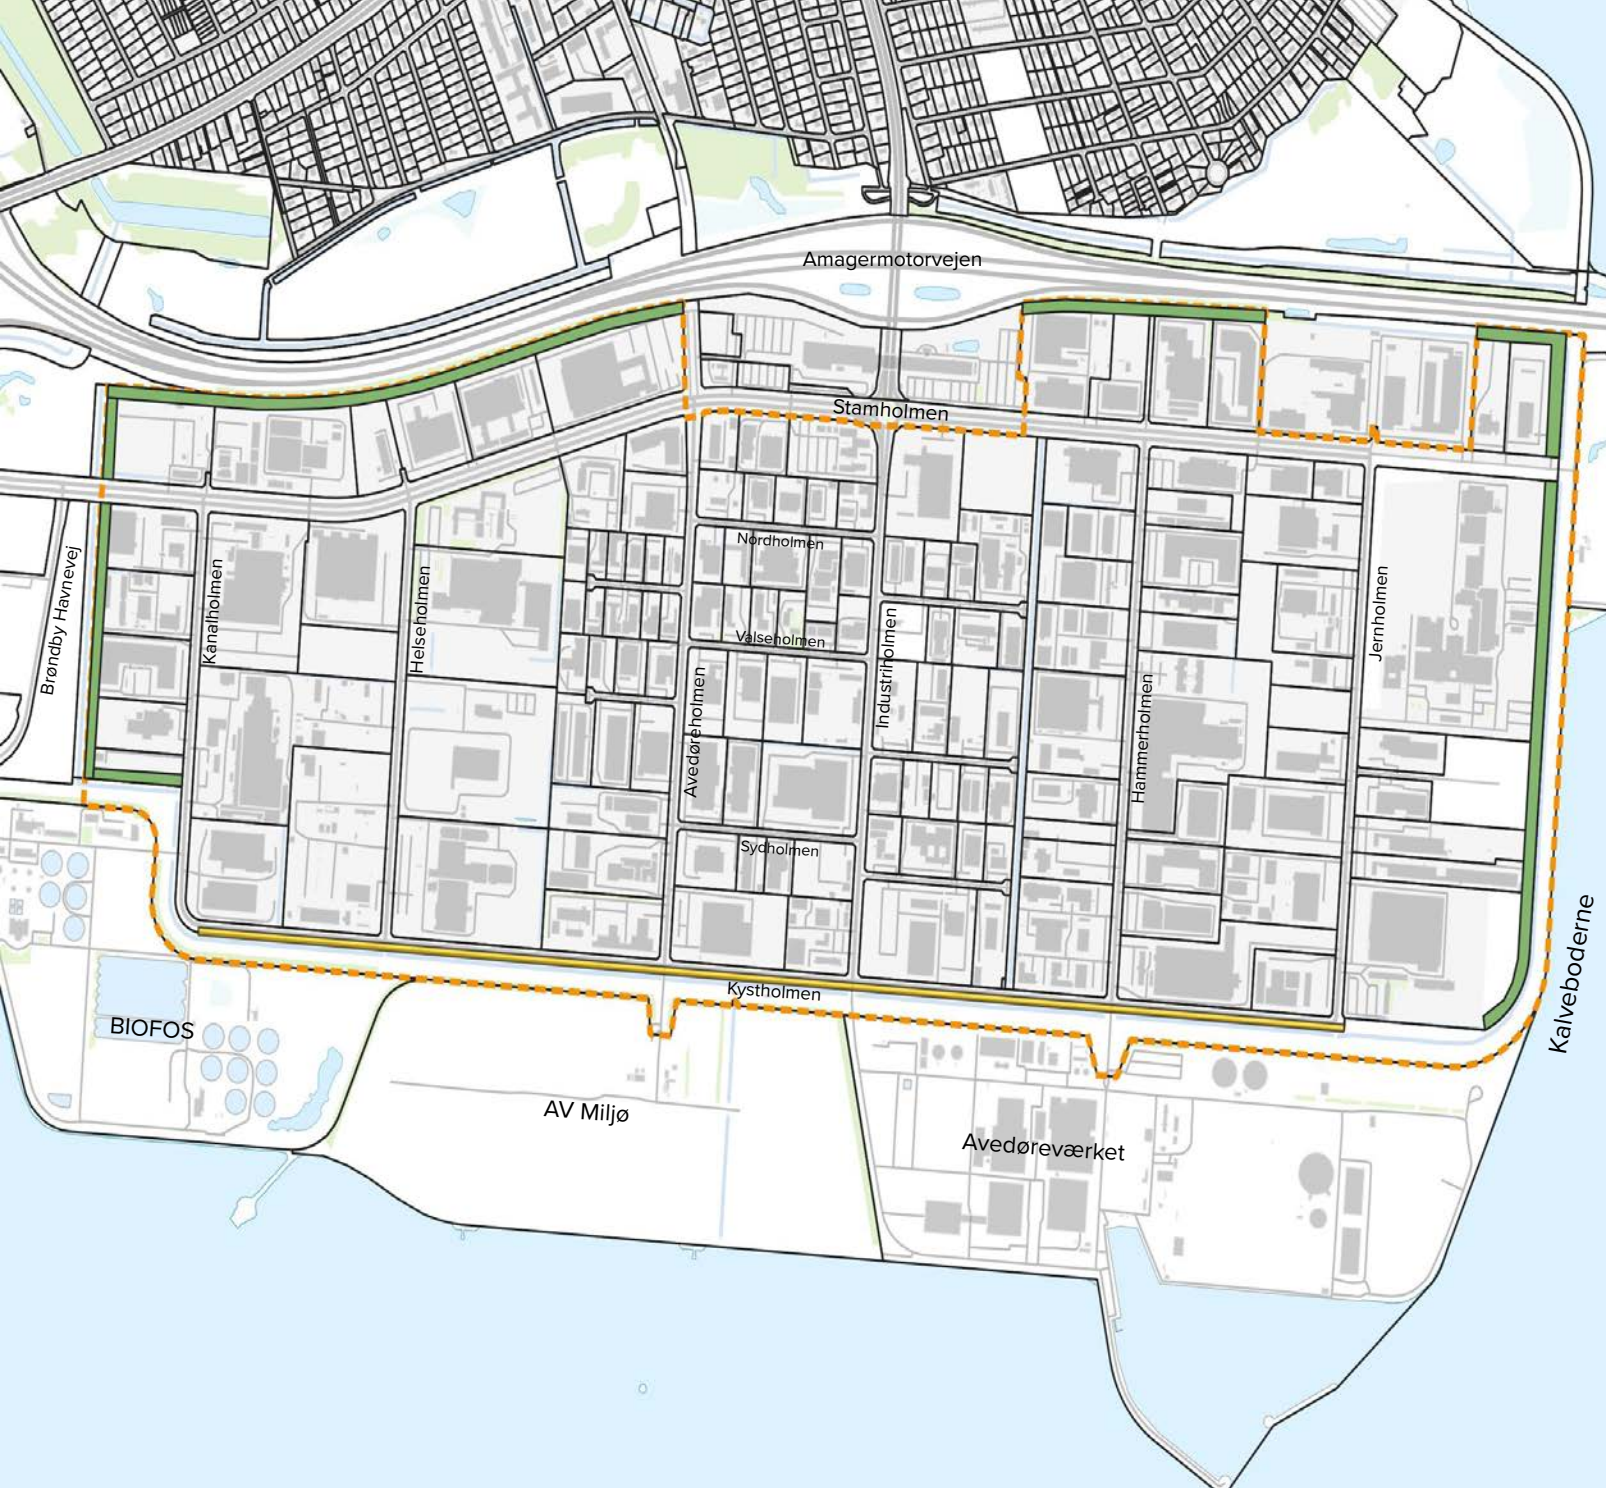 Amagermotorvejen
Stamholmen
Nordholmen
Brøndby Havnevej
Kanalholmen
Helseholmen
Valseholmen
Industriholmen
Jernholmen
Avedøreholmen
Hammerholmen
Sydholmen
Kystholmen
Kalveboderne
BIOFOS
AV Miljø
Avedøreværket